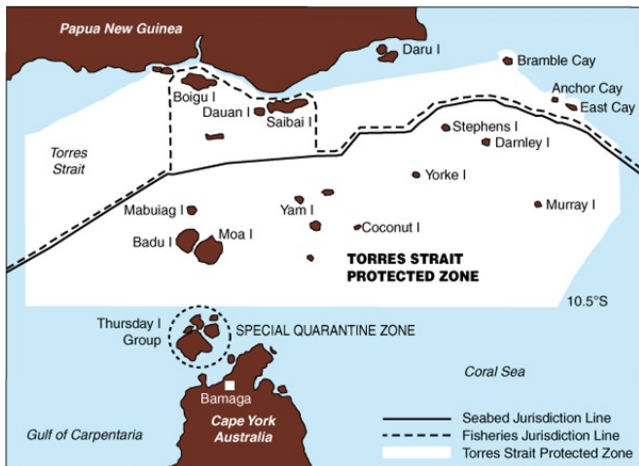 Papua New Guinea
Daru I
Bramble Cay
Boigu I
Anchor Cay
Dauan I
East Cay
Saibai I
Stephens I
Darnley I
Torres
Strait
Yorke I
Mabuiag I
Yam I
Murray I
Badu I
Moa I
Coconut I
TORRES STRAIT
PROTECTED ZONE
10.5°S
Thursday I
Group
SPECIAL QUARANTINE ZONE
Coral Sea
Bamaga
Cape York
Australia
Gulf of Carpentaria
Seabed Jurisdiction Line
Fisheries Jurisdiction Line
Torres Strait Protected Zone